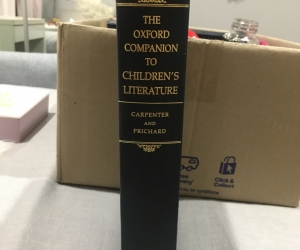 THE
OXFORD
COMPANION
TO
CHILDREN'S
LITERATURE
CARPENTER
AND
PRICHARD
Click &
Collect